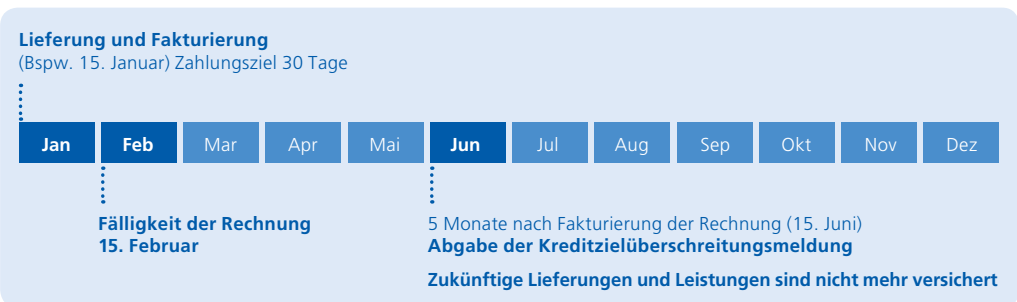 Lieferung und Fakturierung
(Bspw. 15. Januar) Zahlungsziel 30 Tage
Jan Feb Mar Apr Mai Jun Jul Aug Sep Okt Nov Dez
Fälligkeit der Rechnung
15. Februar
5 Monate nach Fakturierung der Rechnung (15. Juni)
Abgabe der Kreditzielüberschreitungsmeldung
Zukünftige Lieferungen und Leistungen sind nicht mehr versichert